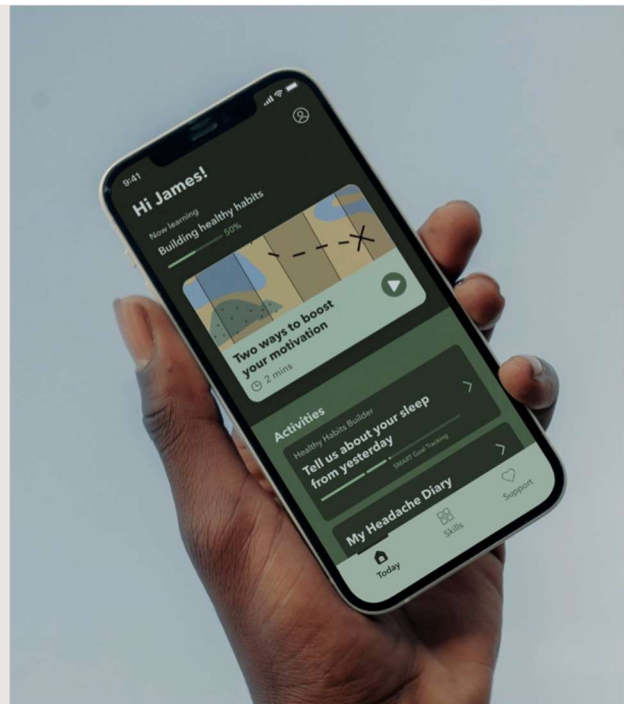 9:41
Hi James!
Now learning
Building healthy habits
50%
Two ways to boost
your motivation
2 mins
Activities
Healthy Habits Builder
Tell us about your sleep
from yesterday
SMART Goal Tracking
My Headache Diary
Today
Skills
Support